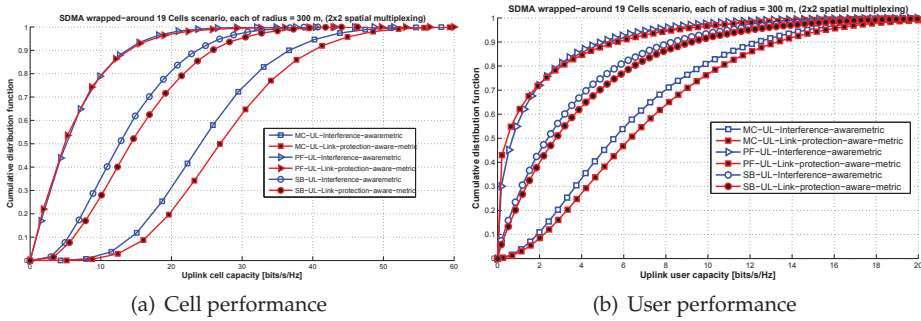 SDMA wrapped-around 19 Cells scenario, each of radius = 300 m, (2x2 spatial multiplexing)
1
0.9
0.8
0.7
0.6
0.5
0.4
0.3
0.2
0.1
0
Cumulative distribution function
MC-UL-Interference-awaremetric
MC-UL-Link-protection-aware-metric
PF-UL-Interference-awaremetric
PF-UL-Link-protection-aware-metric
SB-UL-Interference-awaremetric
SB-UL-Link-protection-aware-metric
0 10 20 30 40 50 60
Uplink cell capacity [bits/s/Hz]
(a) Cell performance
SDMA wrapped-around 19 Cells scenario, each of radius = 300 m, (2x2 spatial multiplexing)
1
0.9
0.8
0.7
0.6
0.5
0.4
0.3
0.2
0.1
0
Cumulative distribution function
MC-UL-Interference-awaremetric
MC-UL-Link-protection-aware-metric
PF-UL-Interference-awaremetric
PF-UL-Link-protection-aware-metric
SB-UL-Interference-awaremetric
SB-UL-Link-protection-aware-metric
0 2 4 6 8 10 12 14 16 18 20
Uplink user capacity [bits/s/Hz]
(b) User performance